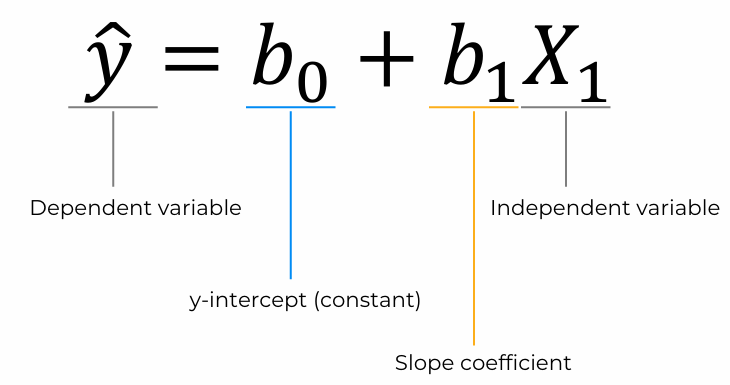 ŷ = b₀ + b₁X₁
Dependent variable
Independent variable
y-intercept (constant)
Slope coefficient